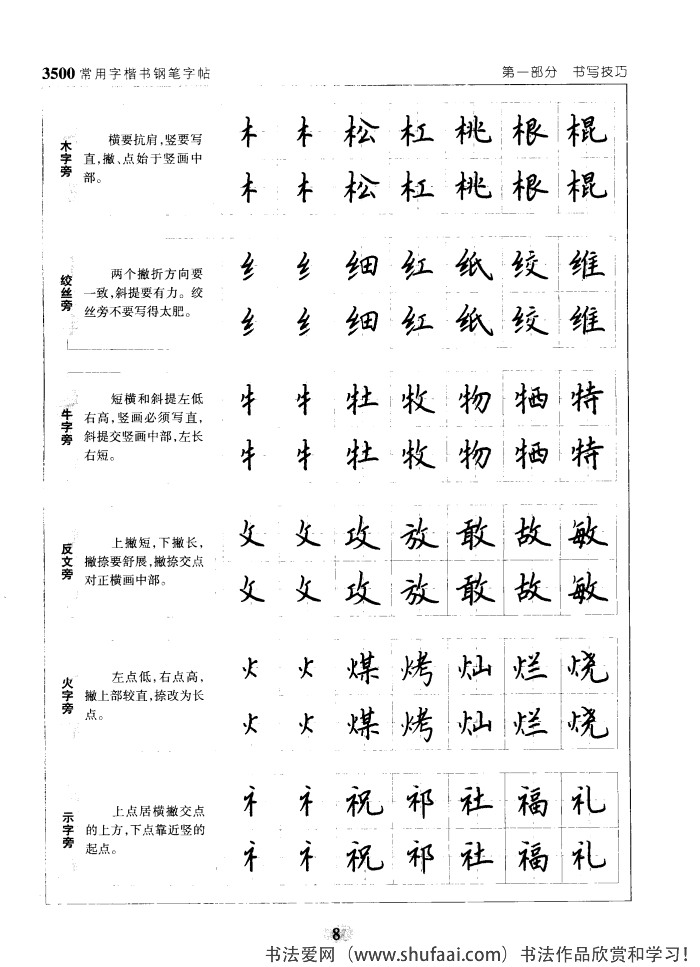 3500常用字楷书钢笔字帖
第一部分 书写技巧
木字旁
横要抗肩,竖要写
直,撇、点始于竖画中
部。
木 木 松 杠 桃 根 棍
木 木 松 杠 桃 根 棍
绞丝旁
两个撇折方向要
一致,斜提要有力。绞
丝旁不要写得太肥。
纟 纟 细 红 纸 绞 维
纟 纟 细 红 纸 绞 维
牛字旁
短横和斜提左低
右高,竖画必须写直,
斜提交竖画中部,左长
右短。
牜 牜 牡 牧 物 牺 特
牜 牜 牡 牧 物 牺 特
反文旁
上撇短,下撇长,
撇捺要舒展,撇捺交点
对正横画中部。
攵 攵 攻 放 敢 故 敏
攵 攵 攻 放 敢 故 敏
火字旁
左点低,右点高,
撇上部较直,捺改为长
点。
火 火 煤 烤 灿 烂 烧
火 火 煤 烤 灿 烂 烧
示字旁
上点居横撇交点
的上方,下点靠近竖的
起点。
礻 礻 祝 祁 社 福 礼
礻 礻 祝 祁 社 福 礼
8
书法爱网（www.shufaai.com）书法作品欣赏和学习!